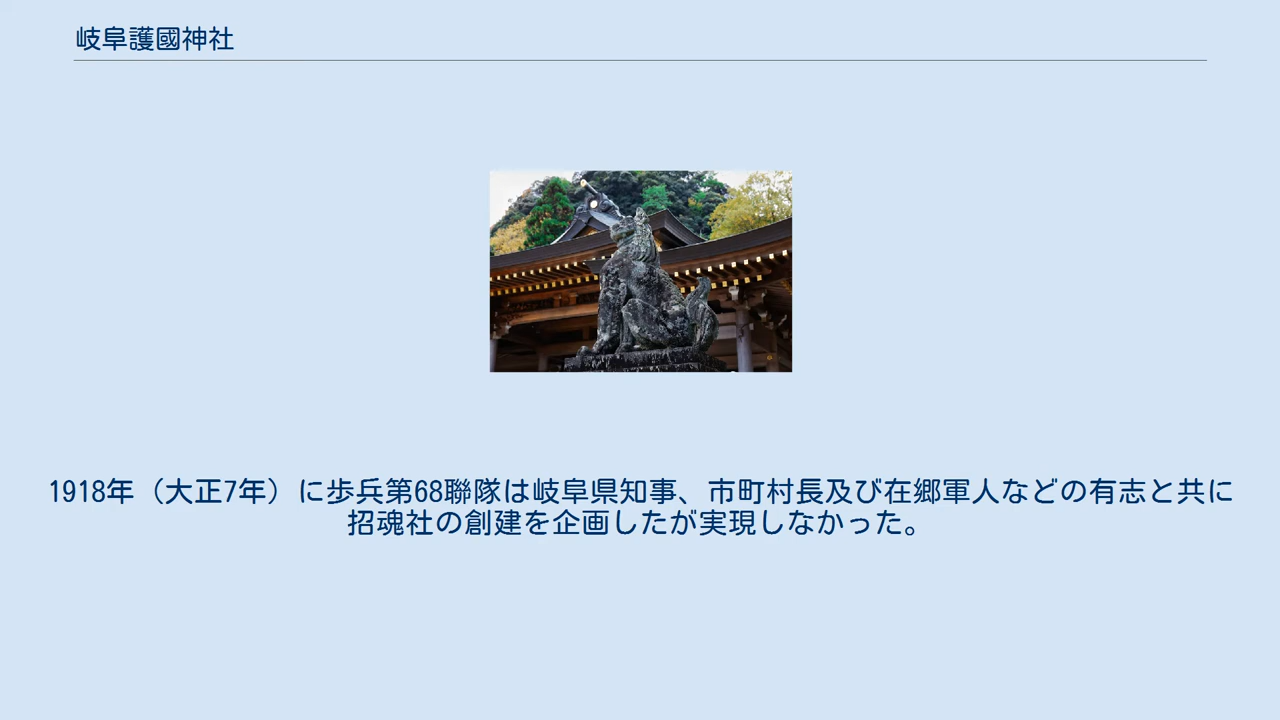 岐阜護國神社
1918年（大正7年）に歩兵第68聯隊は岐阜県知事、市町村長及び在郷軍人などの有志と共に
招魂社の創建を企画したが実現しなかった。